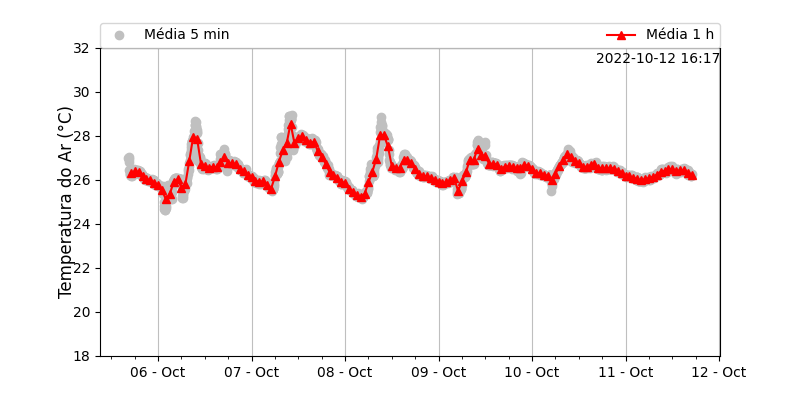 Média 5 min
Média 1 h
2022-10-12 16:17
Temperatura do Ar (°C)
32
30
28
26
24
22
20
18
06 - Oct
07 - Oct
08 - Oct
09 - Oct
10 - Oct
11 - Oct
12 - Oct